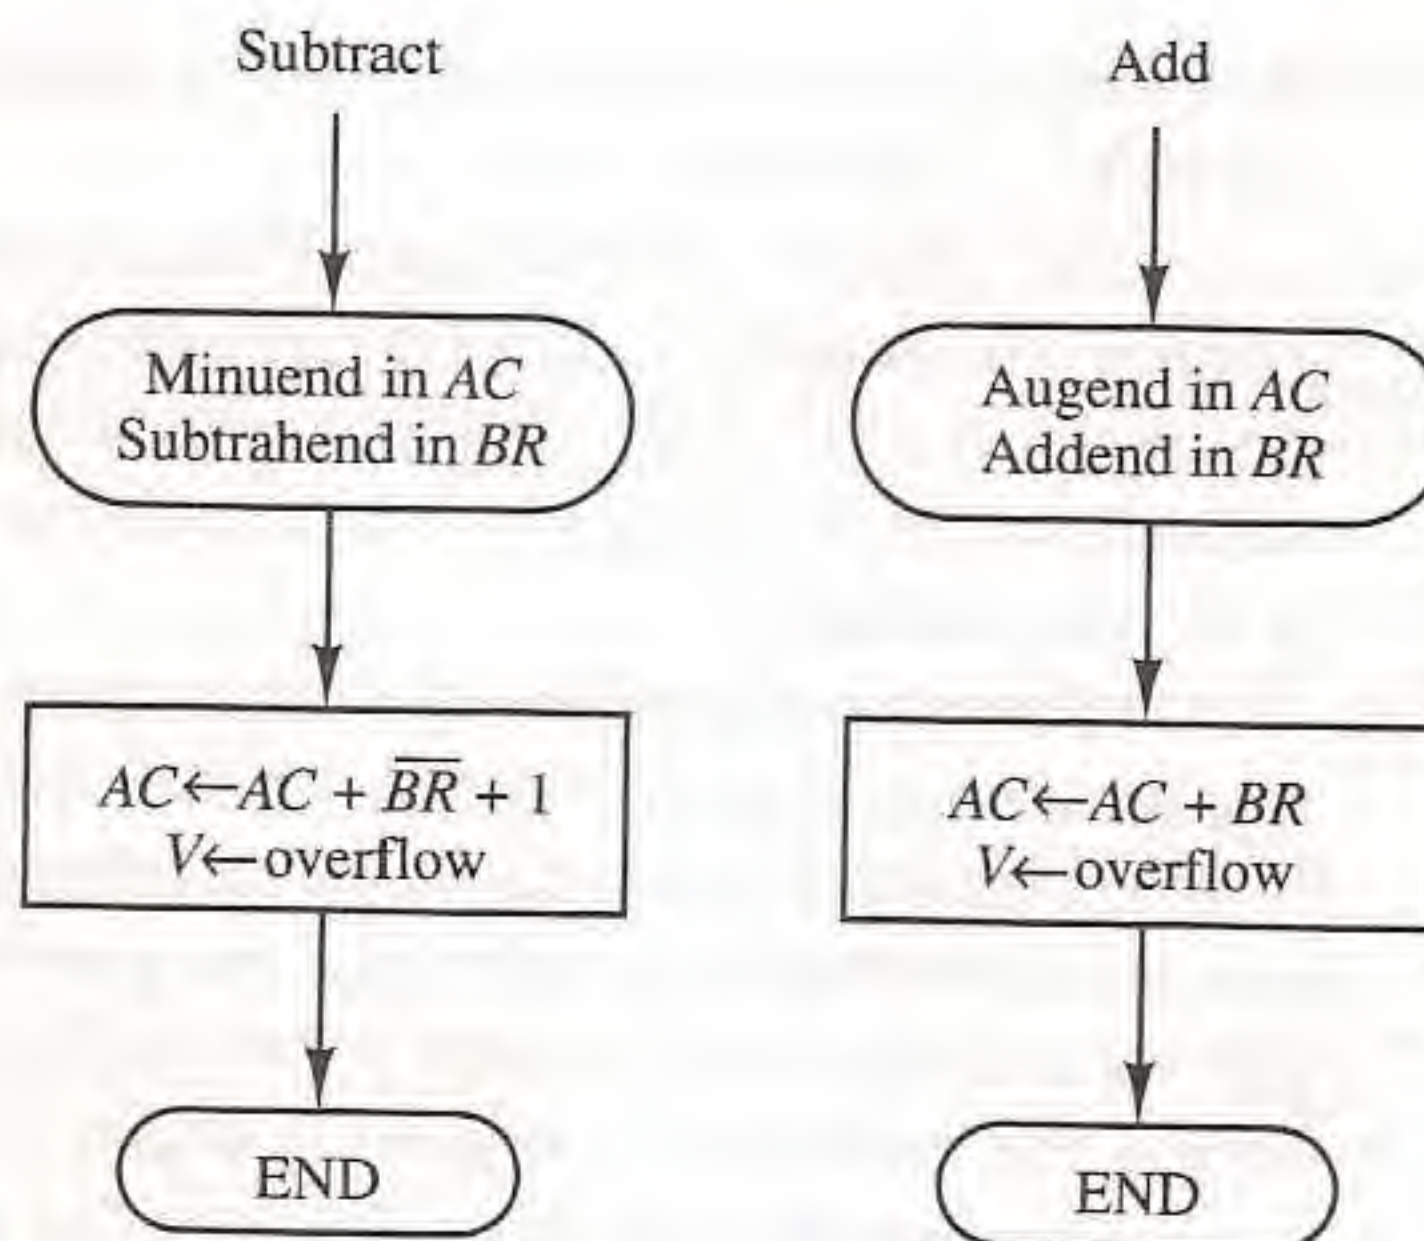 Subtract
Minuend in AC
Subtrahend in BR
AC←AC + B̅R̅ + 1
V←overflow
END
Add
Augend in AC
Addend in BR
AC←AC + BR
V←overflow
END